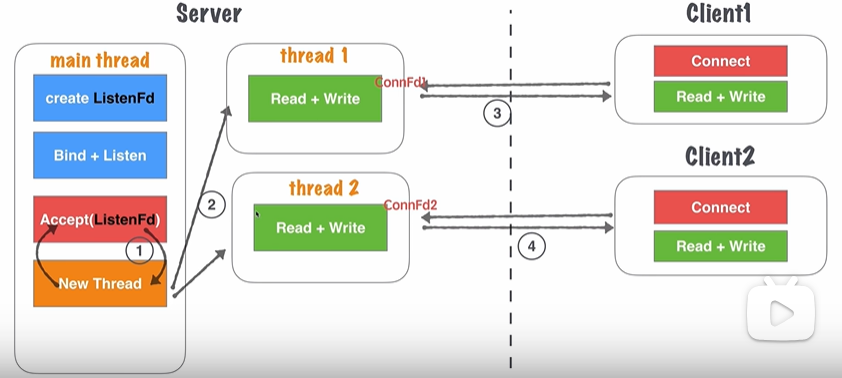 Server
Client1
main thread
create ListenFd
Bind + Listen
Accept(ListenFd)
1
New Thread
2
thread 1
Read + Write
ConnFd1
thread 2
Read + Write
ConnFd2
3
4
Connect
Read + Write
Client2
Connect
Read + Write